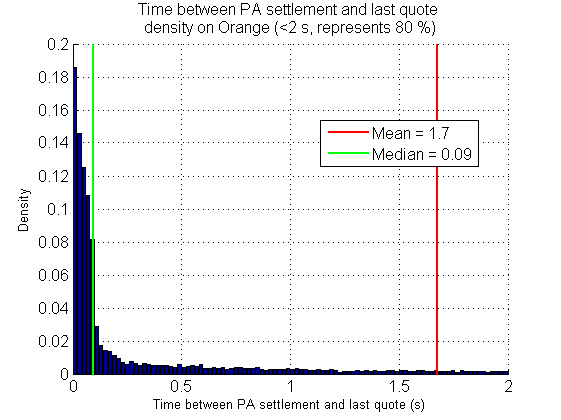 Time between PA settlement and last quote
density on Orange (<2 s, represents 80 %)
0.2
0.18
0.16
0.14
0.12
0.1
0.08
0.06
0.04
0.02
0
Density
Mean = 1.7
Median = 0.09
0 0.5 1 1.5 2
Time between PA settlement and last quote (s)